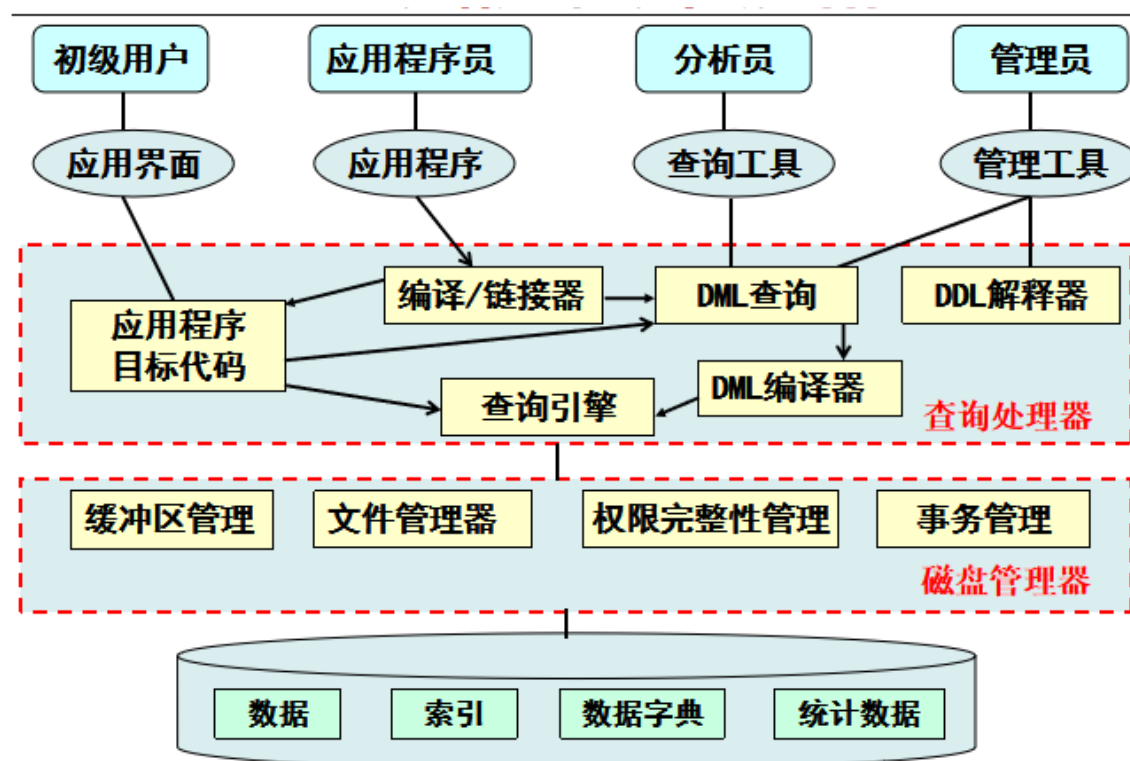 初级用户
应用程序员
分析员
管理员
应用界面
应用程序
查询工具
管理工具
编译/链接器
DML查询
DDL解释器
应用程序
目标代码
DML编译器
查询引擎
查询处理器
缓冲区管理
文件管理器
权限完整性管理
事务管理
磁盘管理器
数据
索引
数据字典
统计数据